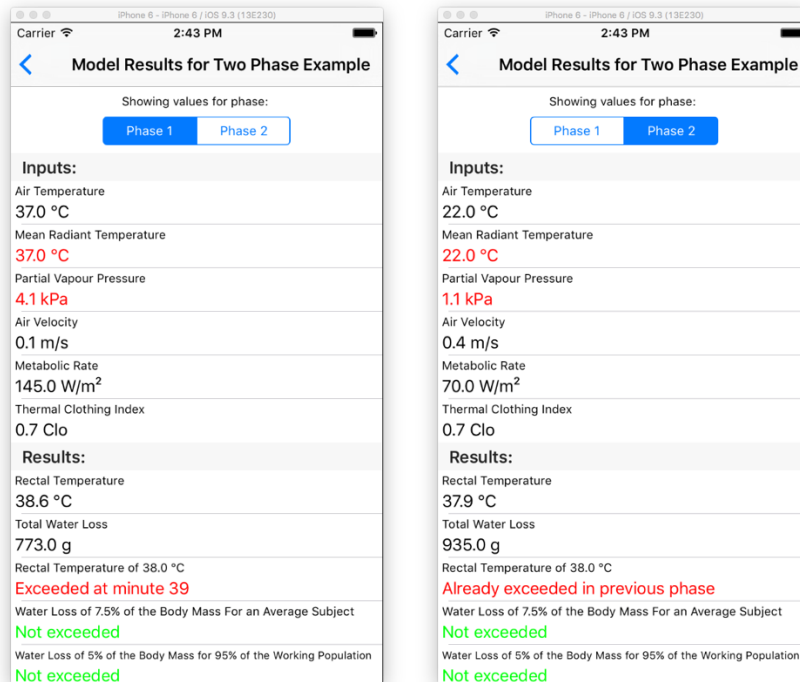 iPhone 6 - iPhone 6 / iOS 9.3 (13E230)
Carrier
2:43 PM
Model Results for Two Phase Example
Showing values for phase:
Phase 1
Phase 2
Inputs:
Air Temperature
37.0 °C
Mean Radiant Temperature
37.0 °C
Partial Vapour Pressure
4.1 kPa
Air Velocity
0.1 m/s
Metabolic Rate
145.0 W/m²
Thermal Clothing Index
0.7 Clo
Results:
Rectal Temperature
38.6 °C
Total Water Loss
773.0 g
Rectal Temperature of 38.0 °C
Exceeded at minute 39
Water Loss of 7.5% of the Body Mass For an Average Subject
Not exceeded
Water Loss of 5% of the Body Mass for 95% of the Working Population
Not exceeded
iPhone 6 - iPhone 6 / iOS 9.3 (13E230)
Carrier
2:43 PM
Model Results for Two Phase Example
Showing values for phase:
Phase 1
Phase 2
Inputs:
Air Temperature
22.0 °C
Mean Radiant Temperature
22.0 °C
Partial Vapour Pressure
1.1 kPa
Air Velocity
0.4 m/s
Metabolic Rate
70.0 W/m²
Thermal Clothing Index
0.7 Clo
Results:
Rectal Temperature
37.9 °C
Total Water Loss
935.0 g
Rectal Temperature of 38.0 °C
Already exceeded in previous phase
Water Loss of 7.5% of the Body Mass For an Average Subject
Not exceeded
Water Loss of 5% of the Body Mass for 95% of the Working Population
Not exceeded